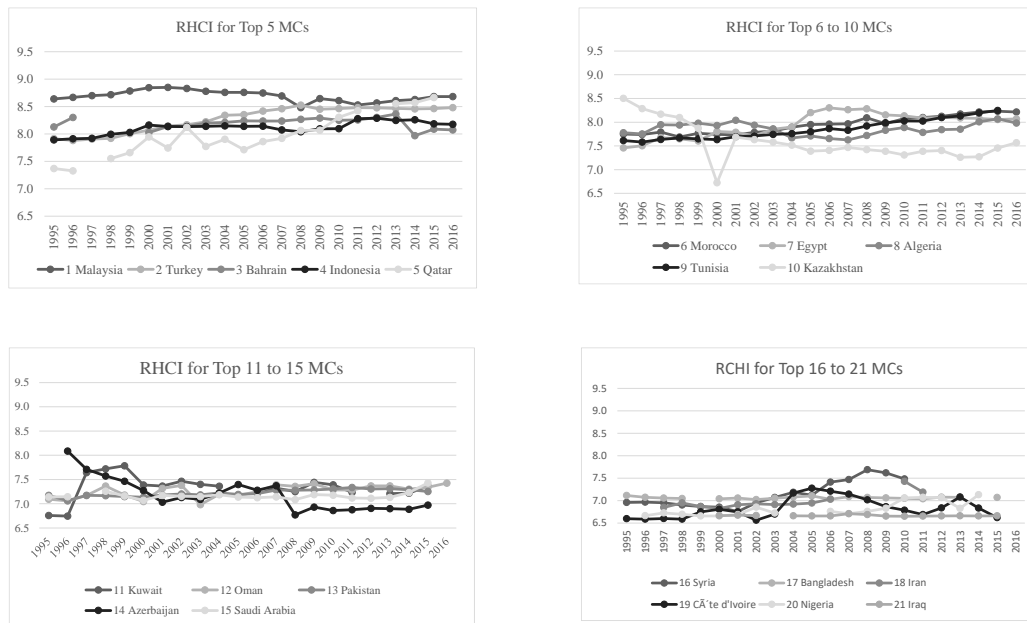 RHCI for Top 5 MCs
9.5
9.0
8.5
8.0
7.5
7.0
6.5
1995 1996 1997 1998 1999 2000 2001 2002 2003 2004 2005 2006 2007 2008 2009 2010 2011 2012 2013 2014 2015 2016
1 Malaysia 2 Turkey 3 Bahrain 4 Indonesia 5 Qatar
RHCI for Top 6 to 10 MCs
9.5
9.0
8.5
8.0
7.5
7.0
6.5
1995 1996 1997 1998 1999 2000 2001 2002 2003 2004 2005 2006 2007 2008 2009 2010 2011 2012 2013 2014 2015 2016
6 Morocco 7 Egypt 8 Algeria
9 Tunisia 10 Kazakhstan
RHCI for Top 11 to 15 MCs
9.5
9.0
8.5
8.0
7.5
7.0
6.5
1995 1996 1997 1998 1999 2000 2001 2002 2003 2004 2005 2006 2007 2008 2009 2010 2011 2012 2013 2014 2015 2016
11 Kuwait 12 Oman 13 Pakistan
14 Azerbaijan 15 Saudi Arabia
RCHI for Top 16 to 21 MCs
9.5
9.0
8.5
8.0
7.5
7.0
6.5
1995 1996 1997 1998 1999 2000 2001 2002 2003 2004 2005 2006 2007 2008 2009 2010 2011 2012 2013 2014 2015 2016
16 Syria 17 Bangladesh 18 Iran
19 CÃ´te d'Ivoire 20 Nigeria 21 Iraq